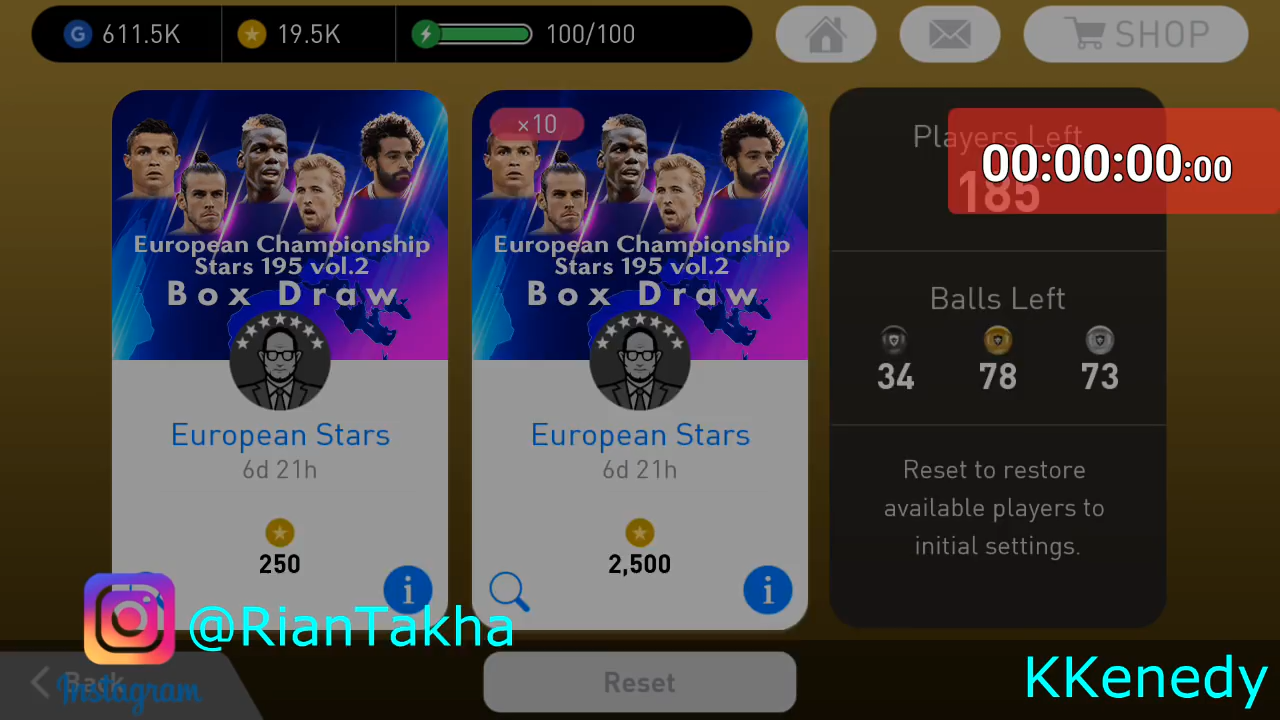 611.5K
19.5K
100/100
SHOP
European Championship
Stars 195 vol.2
Box Draw
European Stars
6d 21h
250
×10
European Championship
Stars 195 vol.2
Box Draw
European Stars
6d 21h
2,500
Players Left
185
00:00:00:00
Balls Left
34 78 73
Reset to restore
available players to
initial settings.
@RianTakha
Instagram
Back
Reset
KKenedy